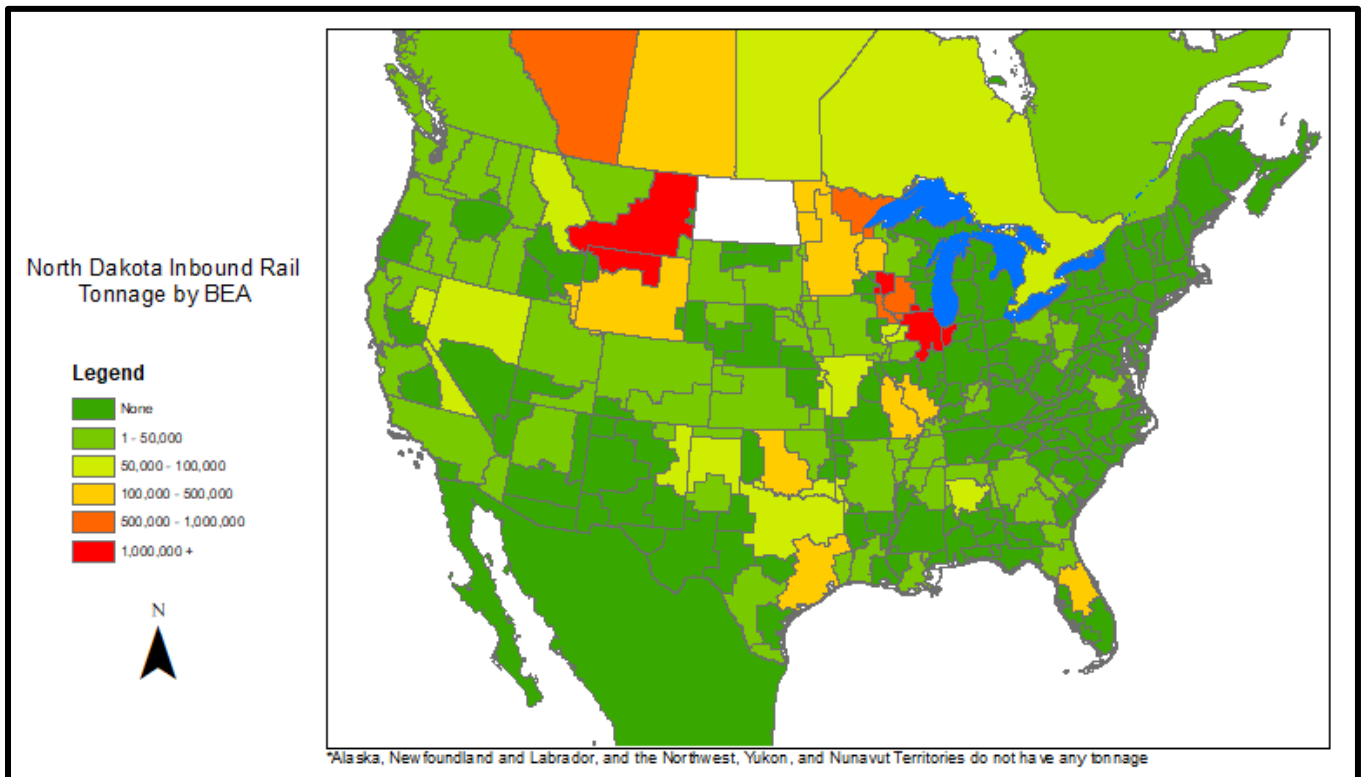 North Dakota Inbound Rail
Tonnage by BEA
Legend
None
1 - 50,000
50,000 - 100,000
100,000 - 500,000
500,000 - 1,000,000
1,000,000 +
N
*Alaska, Newfoundland and Labrador, and the Northwest, Yukon, and Nunavut Territories do not have any tonnage